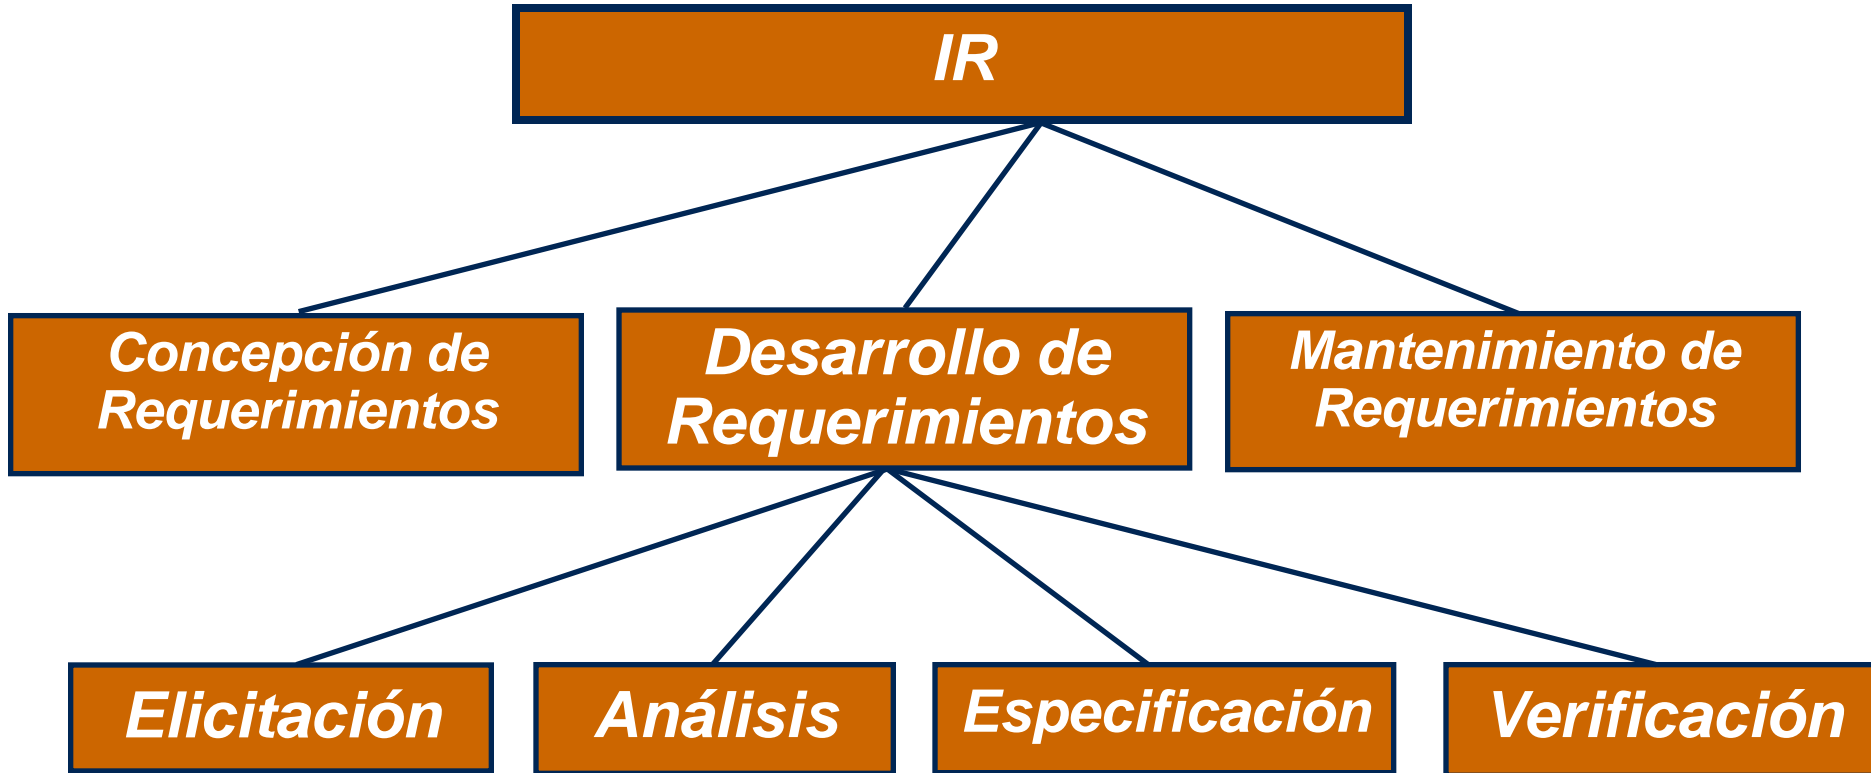 IR
Concepción de
Requerimientos
Desarrollo de
Requerimientos
Mantenimiento de
Requerimientos
Elicitación
Análisis
Especificación
Verificación